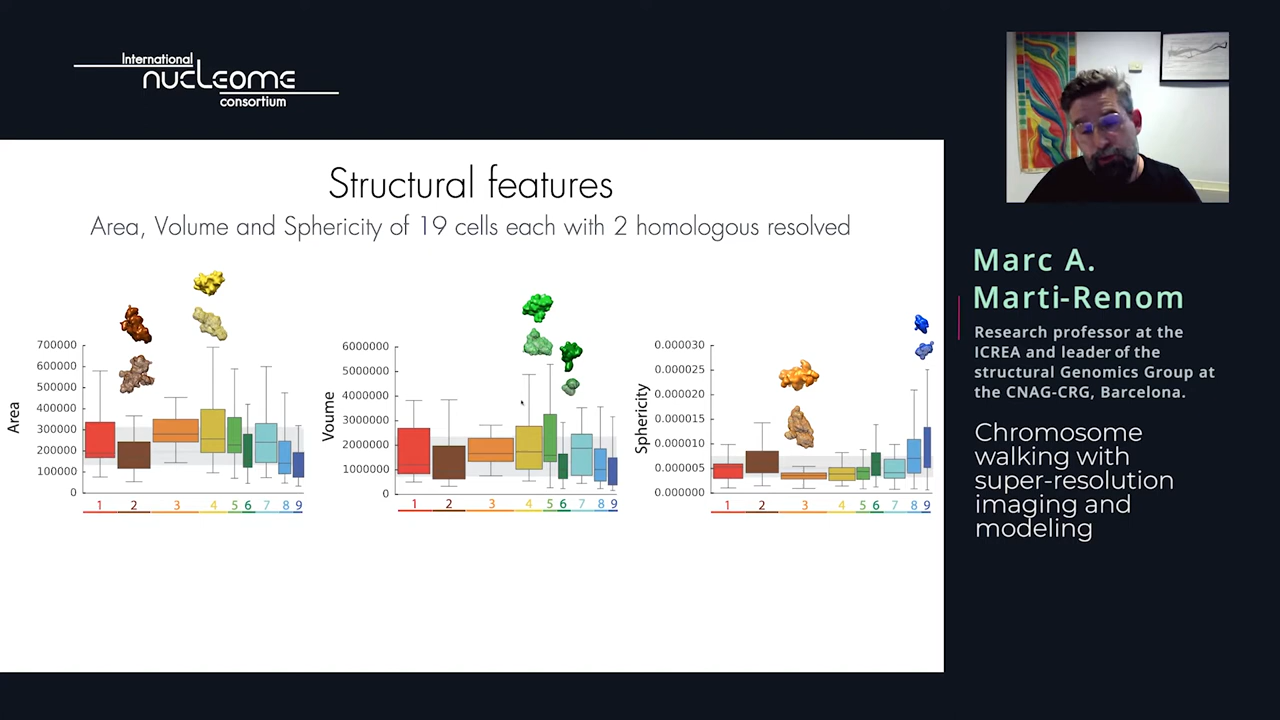 International
nucleome
consortium
Structural features
Area, Volume and Sphericity of 19 cells each with 2 homologous resolved
Area
700000
600000
500000
400000
300000
200000
100000
0
1 2 3 4 5 6 7 8 9
Voume
6000000
5000000
4000000
3000000
2000000
1000000
0
1 2 3 4 5 6 7 8 9
Sphericity
0.000030
0.000025
0.000020
0.000015
0.000010
0.000005
0.000000
1 2 3 4 5 6 7 8 9
Marc A.
Marti-Renom
Research professor at the
ICREA and leader of the
structural Genomics Group at
the CNAG-CRG, Barcelona.
Chromosome
walking with
super-resolution
imaging and
modeling